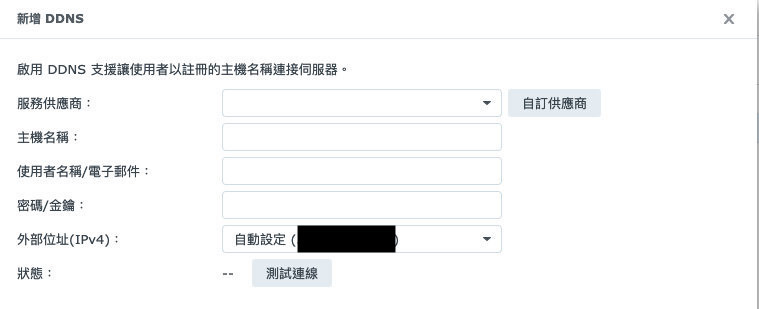 新增 DDNS
啟用 DDNS 支援讓使用者以註冊的主機名稱連接伺服器。
服務供應商：
自訂供應商
主機名稱：
使用者名稱/電子郵件：
密碼/金鑰：
外部位址(IPv4)：
自動設定 ( )
狀態：
--
測試連線